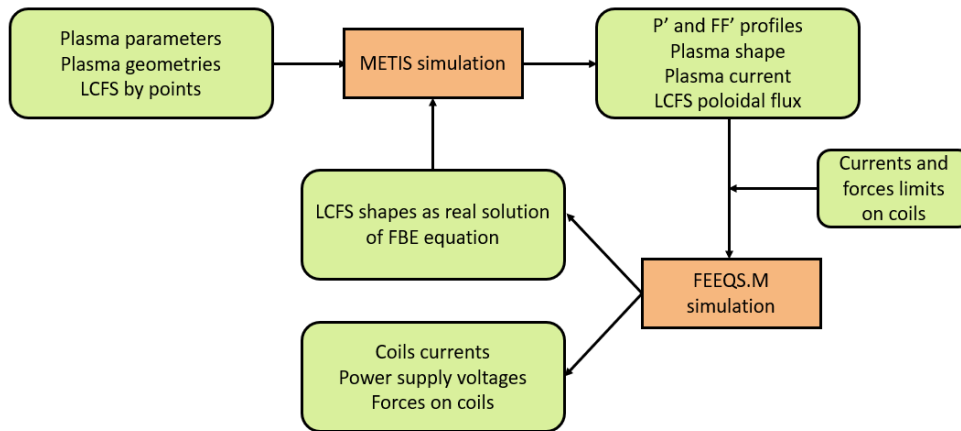 Plasma parameters
Plasma geometries
LCFS by points
METIS simulation
P’ and FF’ profiles
Plasma shape
Plasma current
LCFS poloidal flux
Currents and
forces limits
on coils
LCFS shapes as real solution
of FBE equation
FEEQS.M
simulation
Coils currents
Power supply voltages
Forces on coils